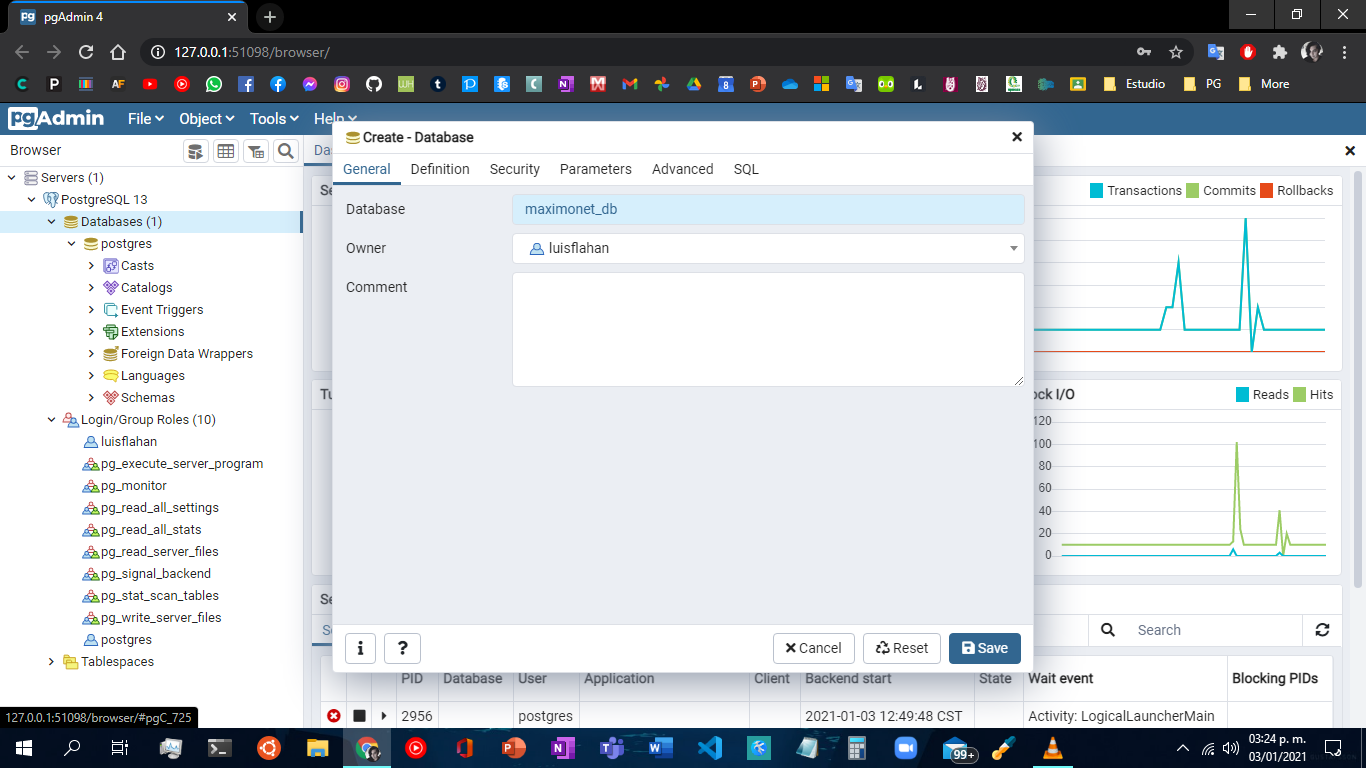 pgAdmin 4
127.0.0.1:51098/browser/
Estudio PG More
pgAdmin File Object Tools Help
Browser
Create - Database
General Definition Security Parameters Advanced SQL
Transactions Commits Rollbacks
Servers (1)
PostgreSQL 13
Databases (1)
postgres
Casts
Catalogs
Event Triggers
Extensions
Foreign Data Wrappers
Languages
Schemas
Login/Group Roles (10)
luisflahan
pg_execute_server_program
pg_monitor
pg_read_all_settings
pg_read_all_stats
pg_read_server_files
pg_signal_backend
pg_stat_scan_tables
pg_write_server_files
postgres
Tablespaces
Database maximonet_db
Owner luisflahan
Comment
Reads Hits
120
100
80
60
40
20
0
i ? Cancel Reset Save
Search
PID Database User Application Client Backend start State Wait event Blocking PIDs
2956 postgres 2021-01-03 12:49:48 CST Activity: LogicalLauncherMain
127.0.0.1:51098/browser/#pgC_725
99+
03:24 p. m.
03/01/2021